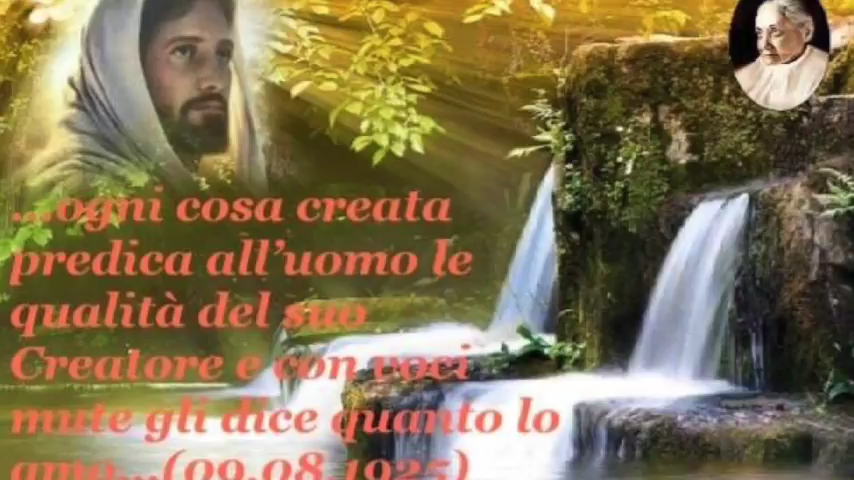 ...ogni cosa creata
predica all'uomo le
qualità del suo
Creatore e con voci
mute gli dice quanto lo
amo...(09.08.1925)